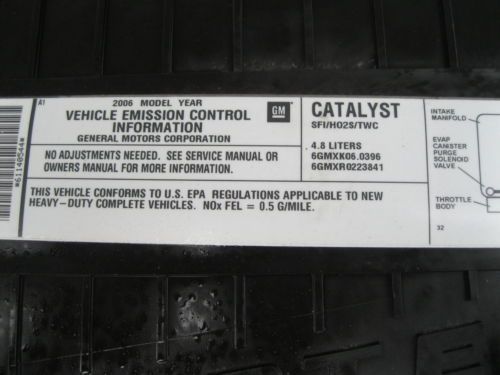 A1
2006 MODEL YEAR
VEHICLE EMISSION CONTROL
INFORMATION
GENERAL MOTORS CORPORATION
GM
NO ADJUSTMENTS NEEDED. SEE SERVICE MANUAL OR
OWNERS MANUAL FOR MORE INFORMATION.
CATALYST
SFI/HO2S/TWC
4.8 LITERS
6GMXK06.0396
6GMXR0223841
THIS VEHICLE CONFORMS TO U.S. EPA REGULATIONS APPLICABLE TO NEW
HEAVY-DUTY COMPLETE VEHICLES. NOx FEL = 0.5 G/MILE.
INTAKE
MANIFOLD
EVAP
CANISTER
PURGE
SOLENOID
VALVE
THROTTLE
BODY
32
*61140544*